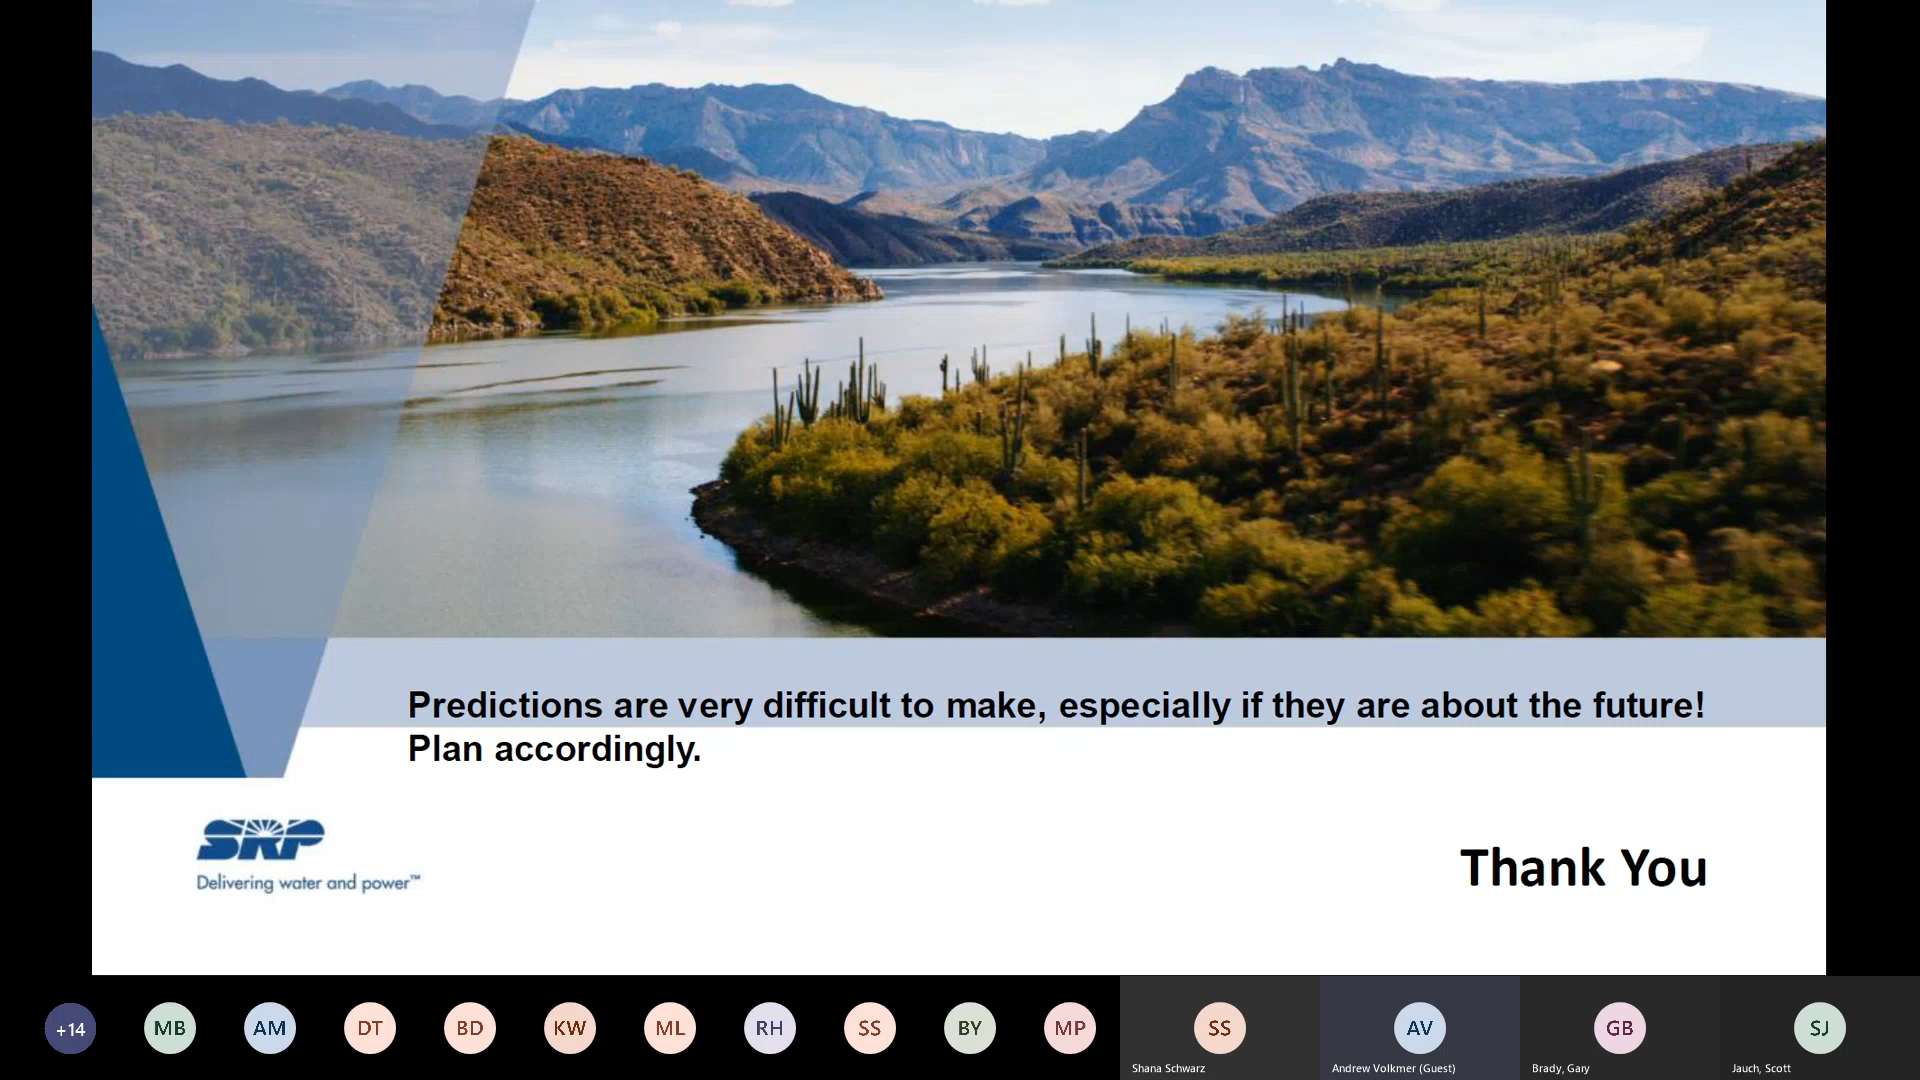 Predictions are very difficult to make, especially if they are about the future!
Plan accordingly.
SRP
Delivering water and power™
Thank You
+14
MB
AM
DT
BD
KW
ML
RH
SS
BY
MP
SS
AV
GB
SJ
Shana Schwarz
Andrew Volkmer (Guest)
Brady, Gary
Jauch, Scott